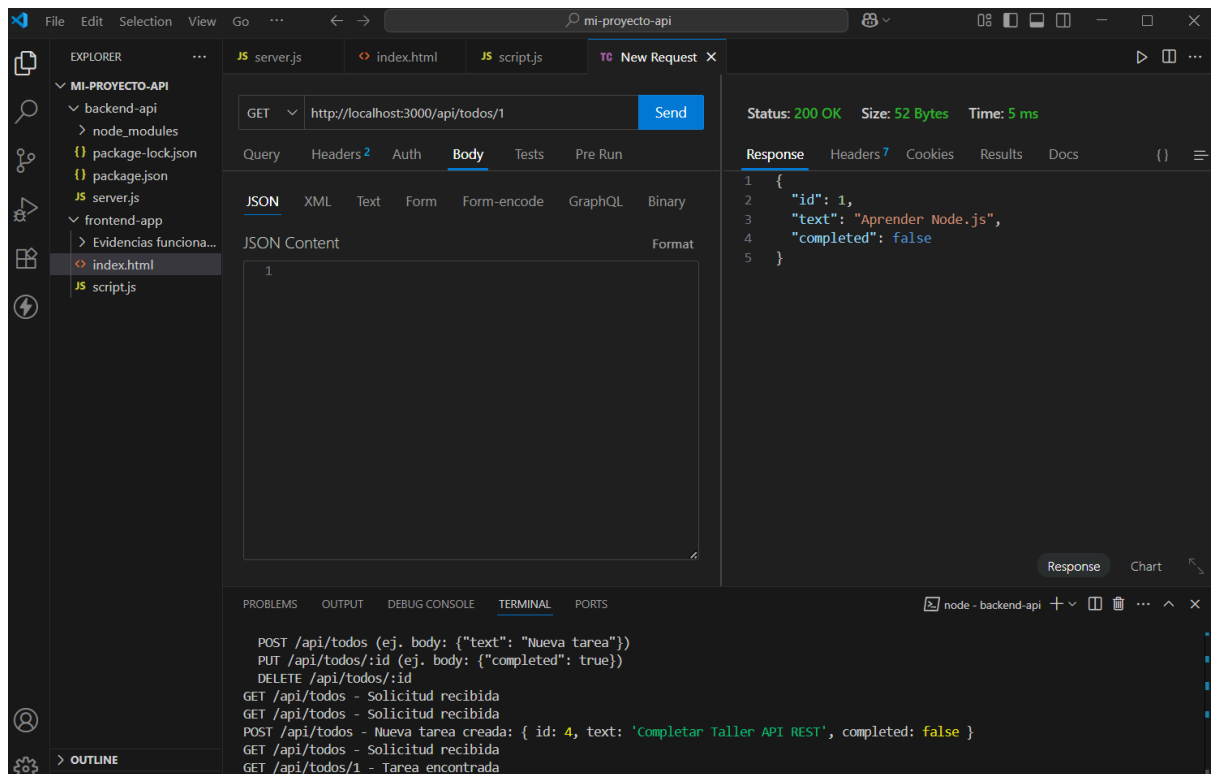 File Edit Selection View Go ··· mi-proyecto-api
EXPLORER ···
MI-PROYECTO-API
backend-api
node_modules
{} package-lock.json
{} package.json
JS server.js
frontend-app
Evidencias funciona...
<> index.html
JS script.js
OUTLINE
JS server.js <> index.html JS script.js TC New Request
GET http://localhost:3000/api/todos/1 Send
Query Headers 2 Auth Body Tests Pre Run
JSON XML Text Form Form-encode GraphQL Binary
JSON Content Format
1
Status: 200 OK Size: 52 Bytes Time: 5 ms
Response Headers 7 Cookies Results Docs {}
1 {
2 "id": 1,
3 "text": "Aprender Node.js",
4 "completed": false
5 }
Response Chart
PROBLEMS OUTPUT DEBUG CONSOLE TERMINAL PORTS node - backend-api
POST /api/todos (ej. body: {"text": "Nueva tarea"})
PUT /api/todos/:id (ej. body: {"completed": true})
DELETE /api/todos/:id
GET /api/todos - Solicitud recibida
GET /api/todos - Solicitud recibida
POST /api/todos - Nueva tarea creada: { id: 4, text: 'Completar Taller API REST', completed: false }
GET /api/todos - Solicitud recibida
GET /api/todos/1 - Tarea encontrada